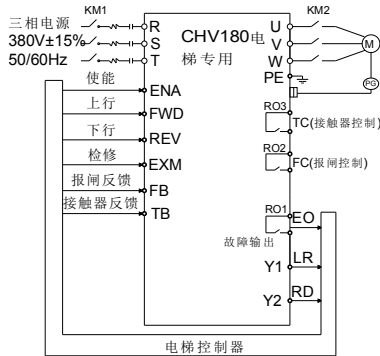 三相电源
KM1
380V±15%
50/60Hz
R
S
T
CHV180电
梯专用
U
V
W
PE
KM2
M
PG
使能
ENA
上行
FWD
下行
REV
检修
EXM
报闸反馈
FB
接触器反馈
TB
RO3
TC(接触器控制)
RO2
FC(报闸控制)
RO1
EO
故障输出
Y1
LR
Y2
RD
电梯控制器